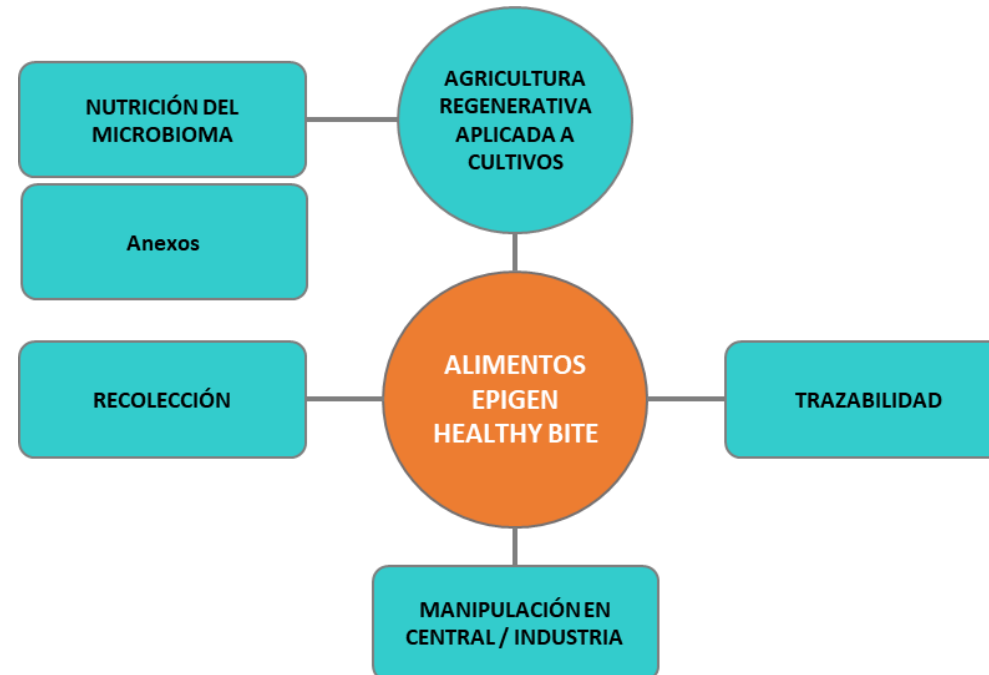 AGRICULTURA
REGENERATIVA
APLICADA A
CULTIVOS
NUTRICIÓN DEL
MICROBIOMA
Anexos
ALIMENTOS
EPIGEN
HEALTHY BITE
RECOLECCIÓN
TRAZABILIDAD
MANIPULACIÓN EN
CENTRAL / INDUSTRIA